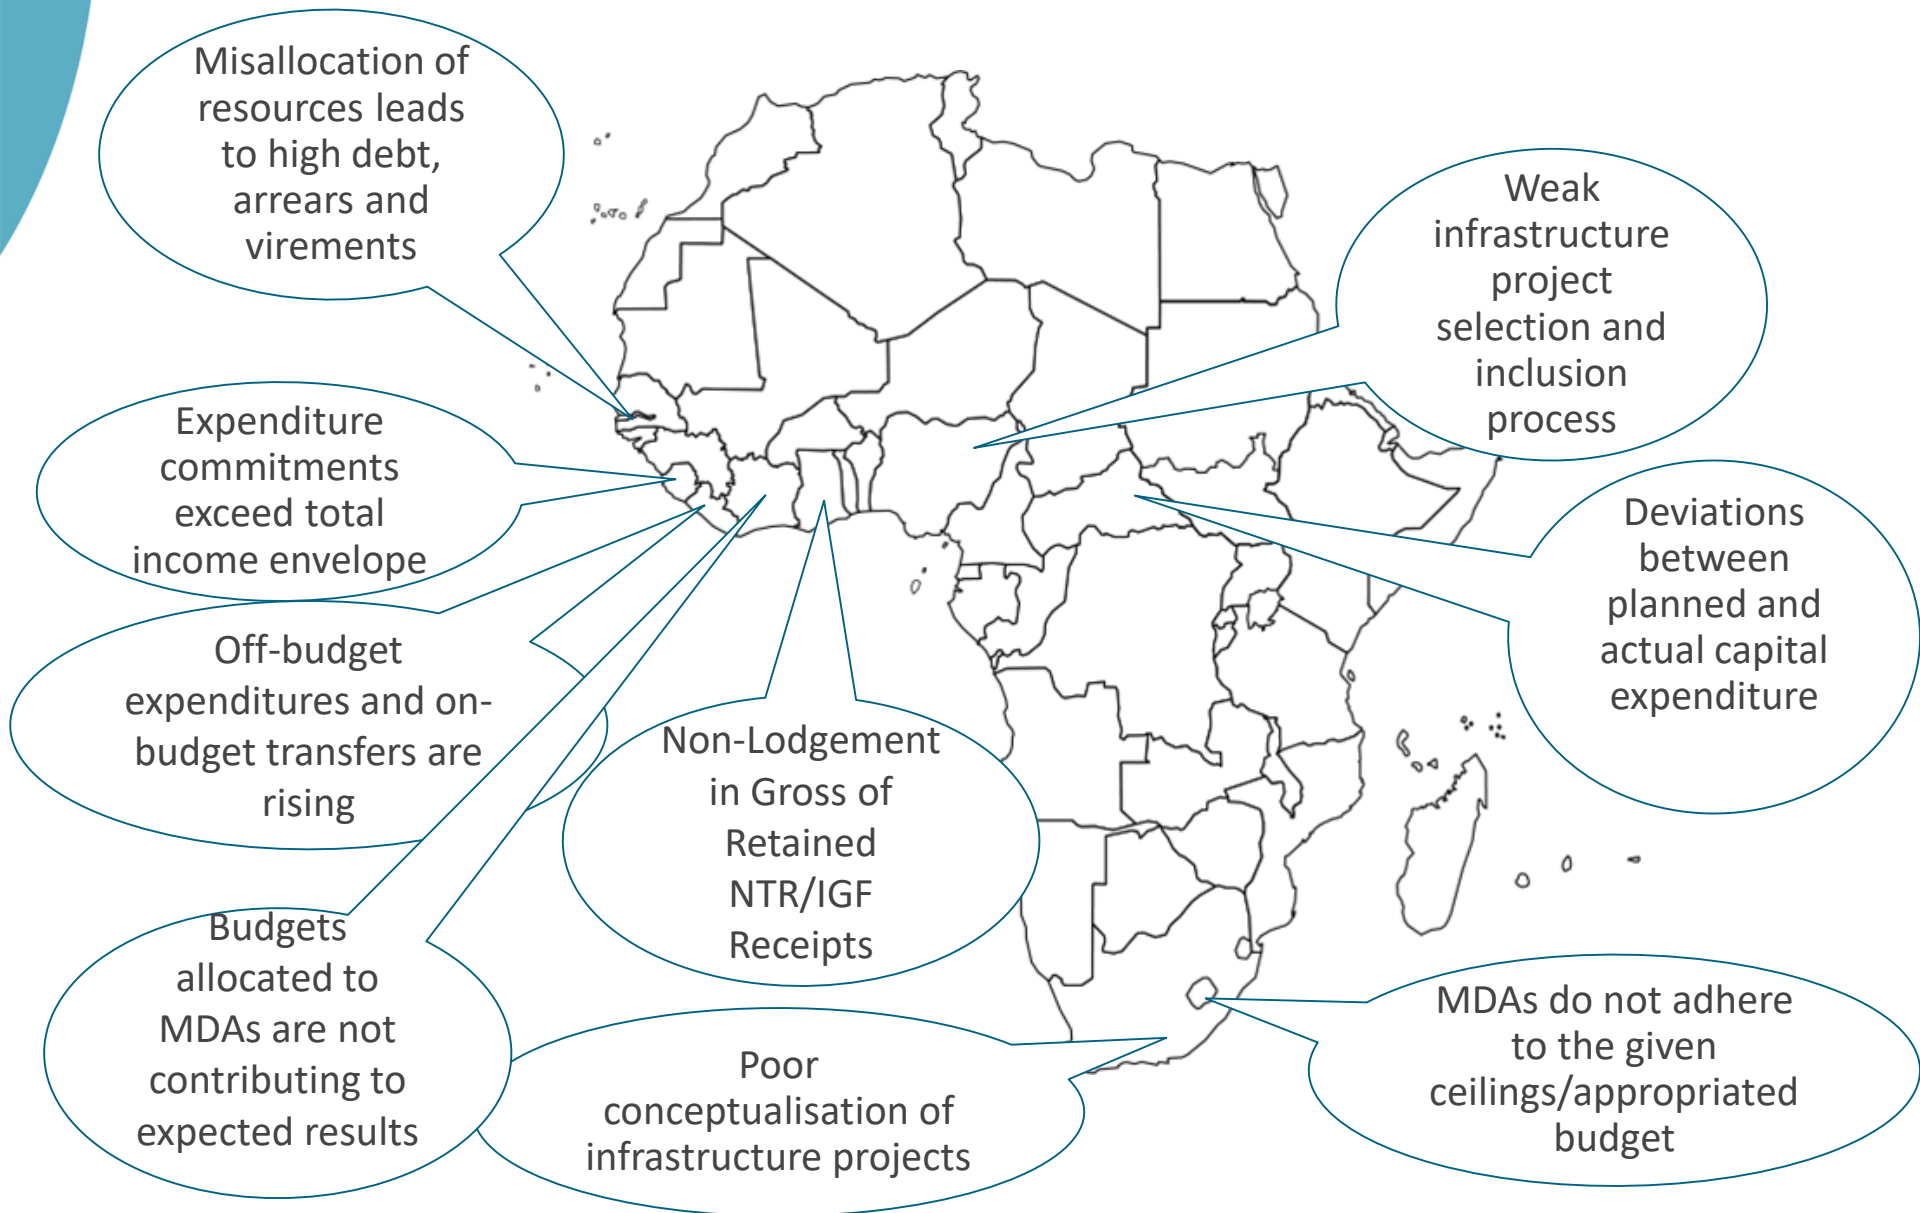 Misallocation of
resources leads
to high debt,
arrears and
virements
Weak
infrastructure
project
selection and
inclusion
process
Expenditure
commitments
exceed total
income envelope
Deviations
between
planned and
actual capital
expenditure
Off-budget
expenditures and on-
budget transfers are
rising
Non-Lodgement
in Gross of
Retained
NTR/IGF
Receipts
Budgets
allocated to
MDAs are not
contributing to
expected results
Poor
conceptualisation of
infrastructure projects
MDAs do not adhere
to the given
ceilings/appropriated
budget